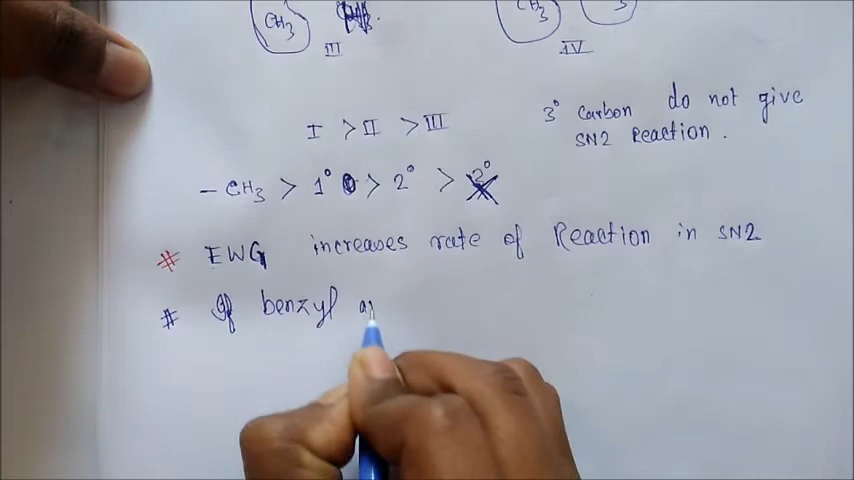 CH3 CH3
III IV
I > II > III
3° carbon do not give
SN2 Reaction.
- CH3 > 1° > 2° >
# EWG increases rate of Reaction in SN2
# If benzyl